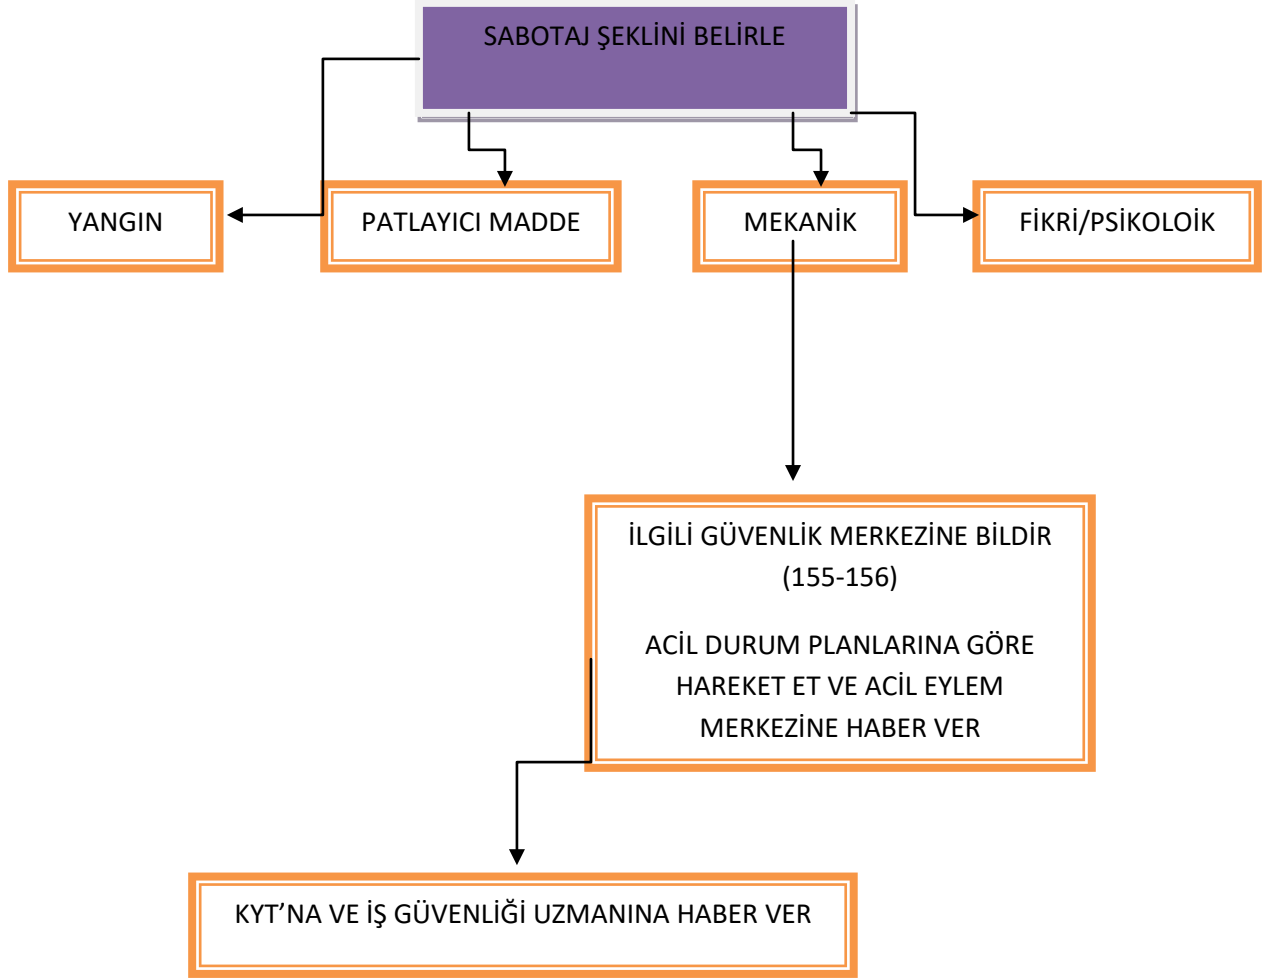 SABOTAJ ŞEKLİNİ BELİRLE
YANGIN
PATLAYICI MADDE
MEKANİK
FİKRİ/PSİKOLOİK
İLGİLİ GÜVENLİK MERKEZİNE BİLDİR
(155-156)
ACİL DURUM PLANLARINA GÖRE
HAREKET ET VE ACİL EYLEM
MERKEZİNE HABER VER
KYT’NA VE İŞ GÜVENLİĞİ UZMANINA HABER VER